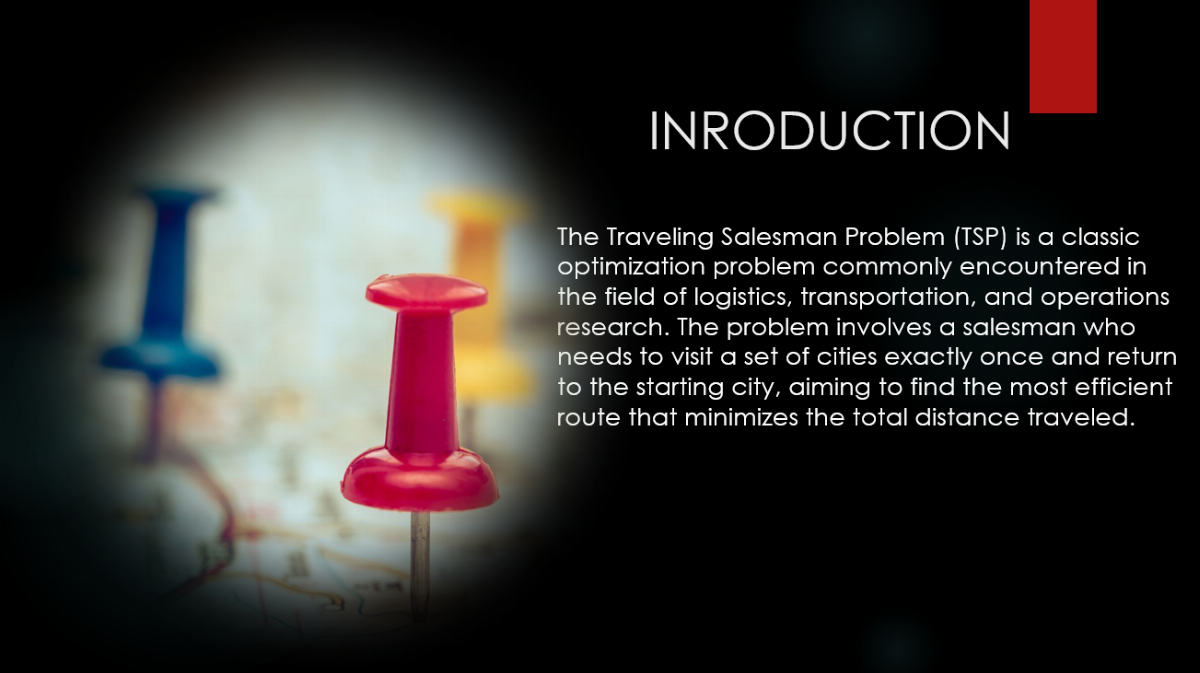 INRODUCTION
The Traveling Salesman Problem (TSP) is a classic
optimization problem commonly encountered in
the field of logistics, transportation, and operations
research. The problem involves a salesman who
needs to visit a set of cities exactly once and return
to the starting city, aiming to find the most efficient
route that minimizes the total distance traveled.